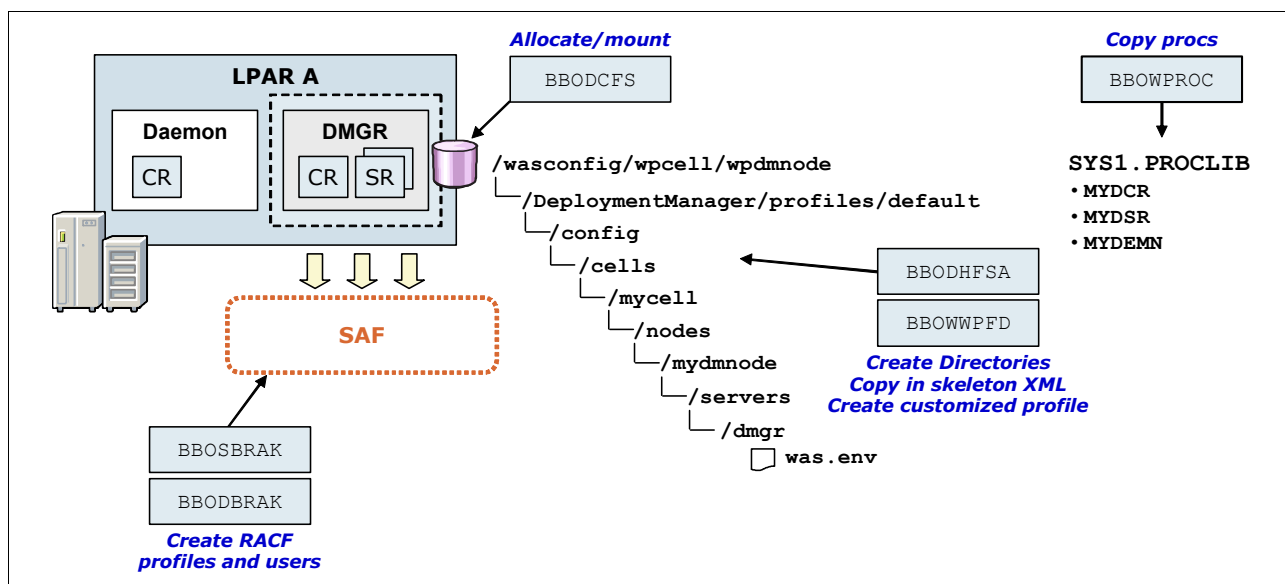 Allocate/mount
BBODCFS
Copy procs
BBOWPROC
LPAR A
Daemon
CR
DMGR
CR
SR
/wasconfig/wpcell/wpdmnode
/DeploymentManager/profiles/default
/config
/cells
/mycell
/nodes
/mydmnode
/servers
/dmgr
was.env
SYS1.PROCLIB
• MYDCR
• MYDSR
• MYDEMN
BBODHFSA
BBOWWPFD
Create Directories
Copy in skeleton XML
Create customized profile
SAF
BBOSBRAK
BBODBRAK
Create RACF
profiles and users